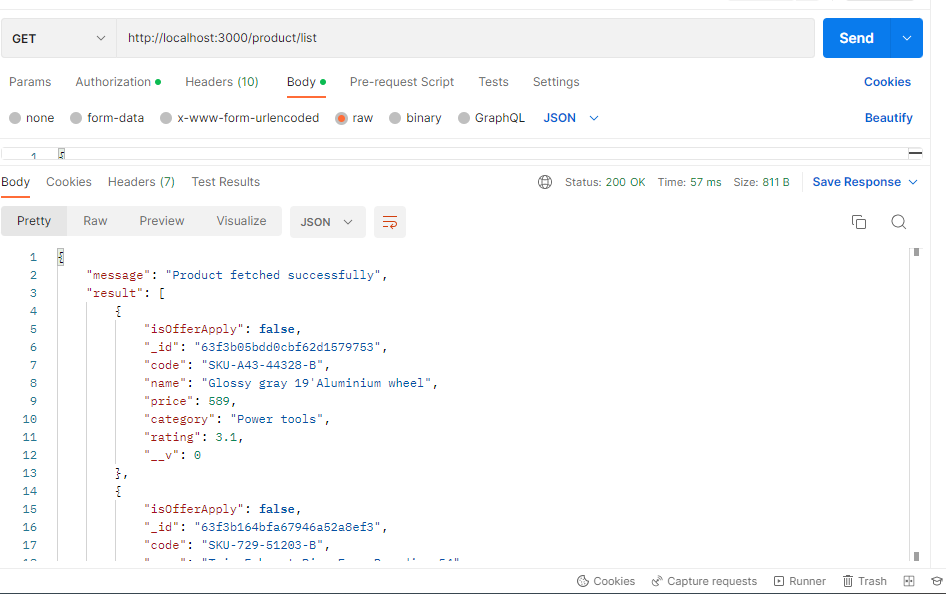 GET http://localhost:3000/product/list Send
Params Authorization Headers (10) Body Pre-request Script Tests Settings Cookies
none form-data x-www-form-urlencoded raw binary GraphQL JSON Beautify
1 {
Body Cookies Headers (7) Test Results Status: 200 OK Time: 57 ms Size: 811 B Save Response
Pretty Raw Preview Visualize JSON
1 {
2 "message": "Product fetched successfully",
3 "result": [
4 {
5 "isOfferApply": false,
6 "_id": "63f3b05bdd0cbf62d1579753",
7 "code": "SKU-A43-44328-B",
8 "name": "Glossy gray 19'Aluminium wheel",
9 "price": 589,
10 "category": "Power tools",
11 "rating": 3.1,
12 "__v": 0
13 },
14 {
15 "isOfferApply": false,
16 "_id": "63f3b164bfa67946a52a8ef3",
17 "code": "SKU-729-51203-B",
Cookies Capture requests Runner Trash